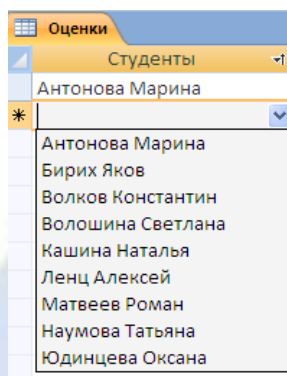 Оценки
Студенты
Антонова Марина
Антонова Марина
Бирих Яков
Волков Константин
Волошина Светлана
Кашина Наталья
Ленц Алексей
Матвеев Роман
Наумова Татьяна
Юдинцева Оксана